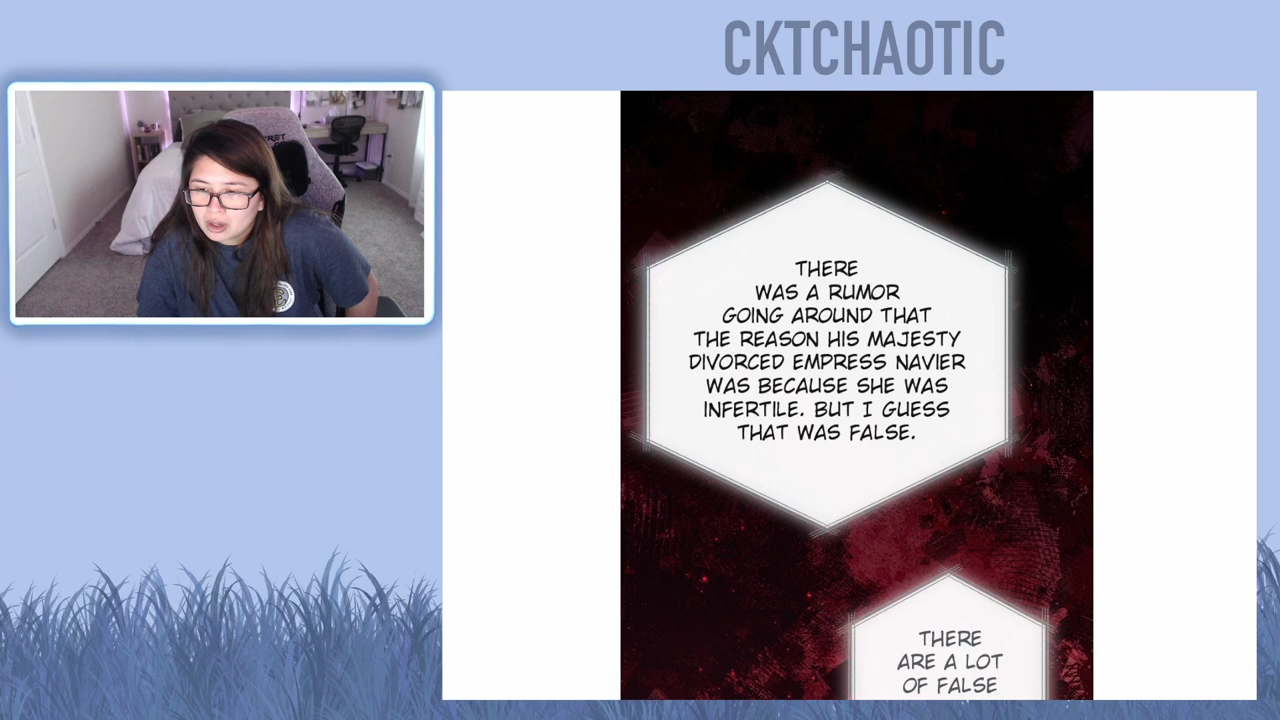 CKTCHAOTIC
THERE
WAS A RUMOR
GOING AROUND THAT
THE REASON HIS MAJESTY
DIVORCED EMPRESS NAVIER
WAS BECAUSE SHE WAS
INFERTILE. BUT I GUESS
THAT WAS FALSE.
THERE
ARE A LOT
OF FALSE